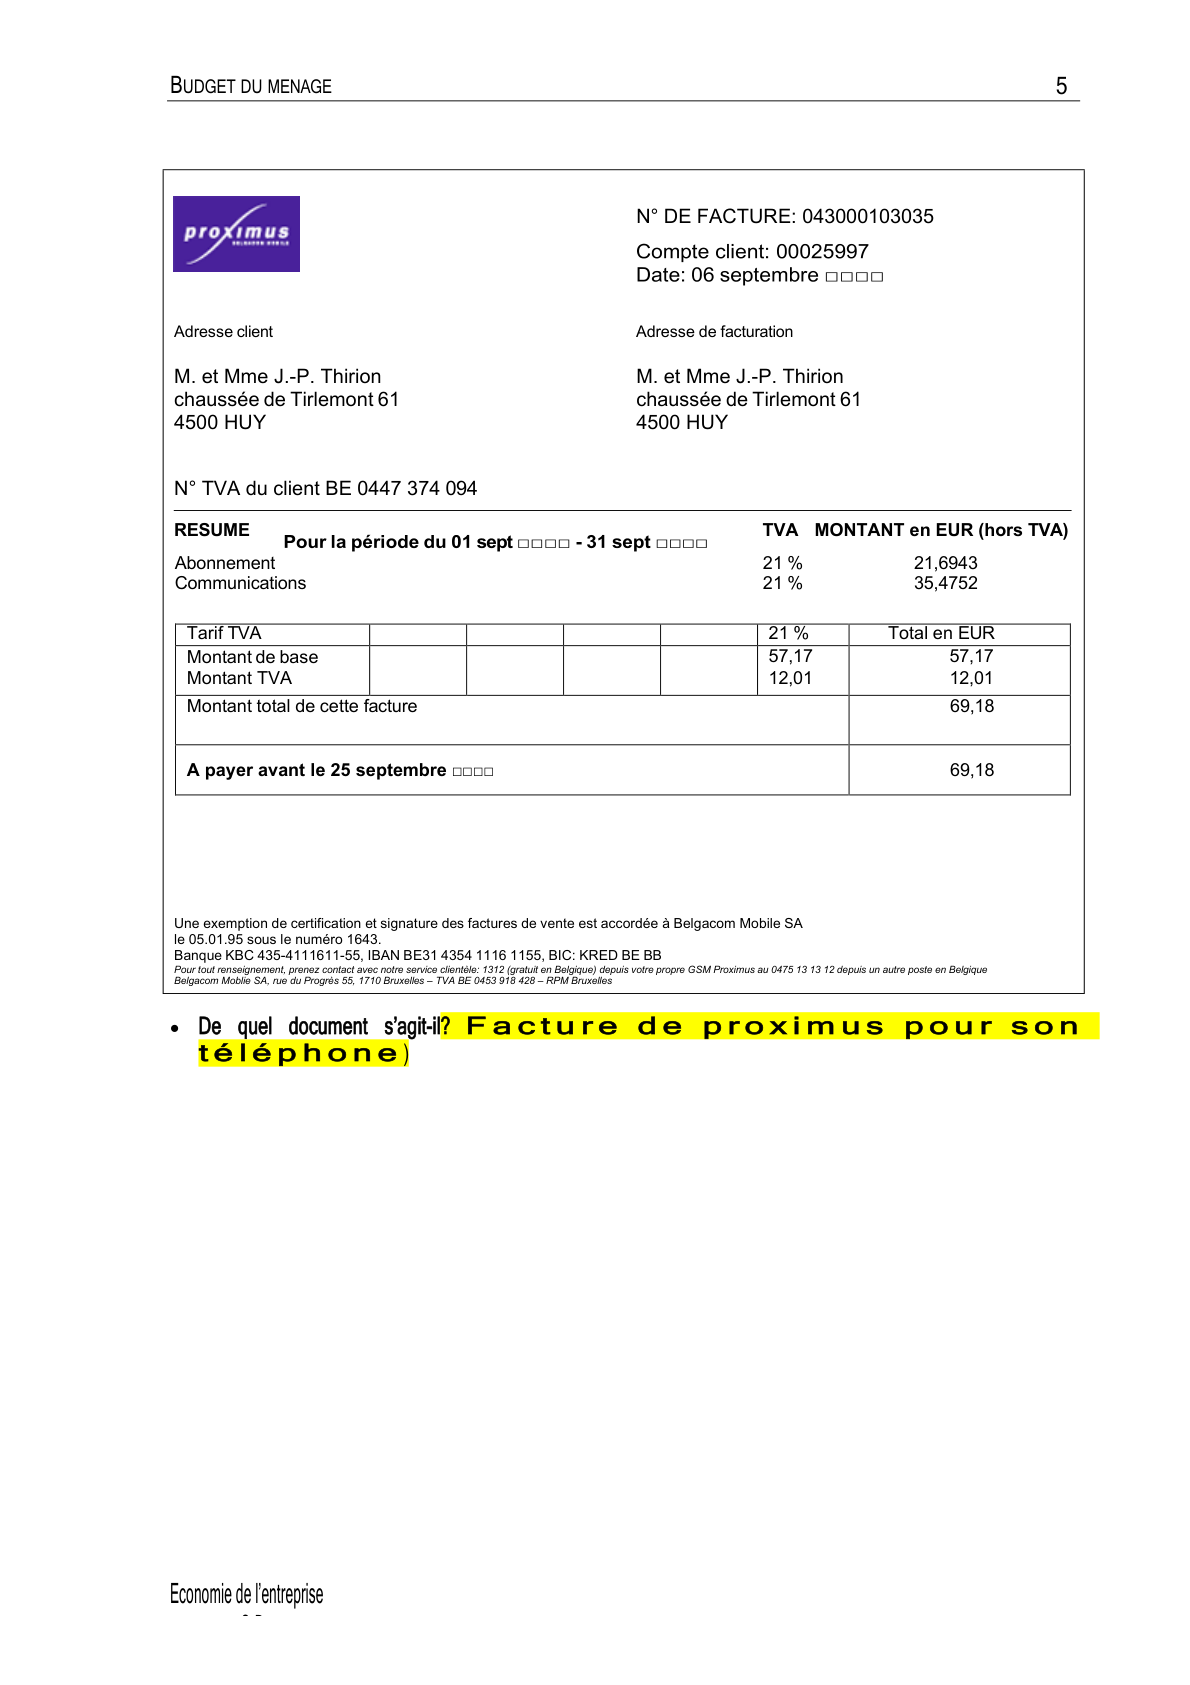 BUDGET DU MENAGE 5
proximus
BELGACOM MOBILE
N° DE FACTURE: 043000103035
Compte client: 00025997
Date: 06 septembre □□□□
Adresse client Adresse de facturation
M. et Mme J.-P. Thirion M. et Mme J.-P. Thirion
chaussée de Tirlemont 61 chaussée de Tirlemont 61
4500 HUY 4500 HUY
N° TVA du client BE 0447 374 094
RESUME Pour la période du 01 sept □□□□ - 31 sept □□□□ TVA MONTANT en EUR (hors TVA)
Abonnement 21 % 21,6943
Communications 21 % 35,4752
Tarif TVA 21 % Total en EUR
Montant de base 57,17 57,17
Montant TVA 12,01 12,01
Montant total de cette facture 69,18
A payer avant le 25 septembre □□□□ 69,18
Une exemption de certification et signature des factures de vente est accordée à Belgacom Mobile SA
le 05.01.95 sous le numéro 1643.
Banque KBC 435-4111611-55, IBAN BE31 4354 1116 1155, BIC: KRED BE BB
Pour tout renseignement, prenez contact avec notre service clientèle: 1312 (gratuit en Belgique) depuis votre propre GSM Proximus au 0475 13 13 12 depuis un autre poste en Belgique
Belgacom Moblie SA, rue du Progrés 55, 1710 Bruxelles – TVA BE 0453 918 428 – RPM Bruxelles
• De quel document s’agit-il? Facture de proximus pour son
téléphone)
Economie de l’entreprise